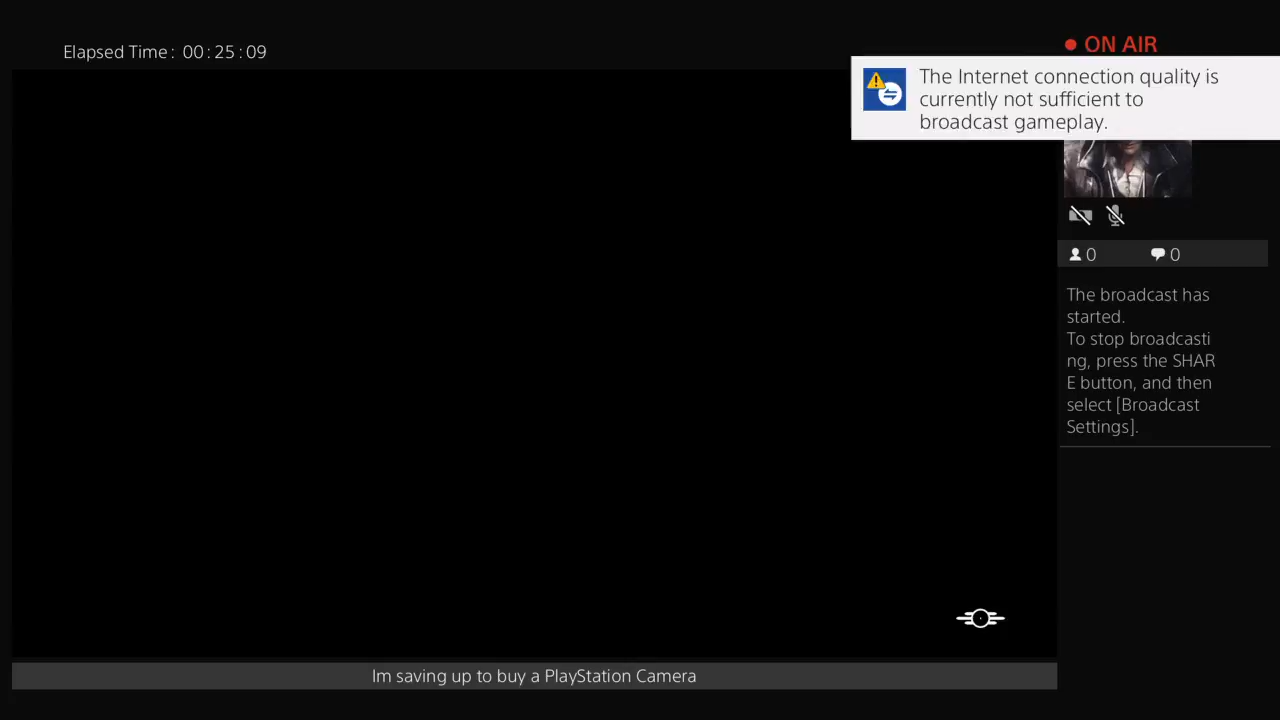 Elapsed Time: 00:25:09
ON AIR
The Internet connection quality is
currently not sufficient to
broadcast gameplay.
0
0
The broadcast has
started.
To stop broadcasti
ng, press the SHAR
E button, and then
select [Broadcast
Settings].
Im saving up to buy a PlayStation Camera